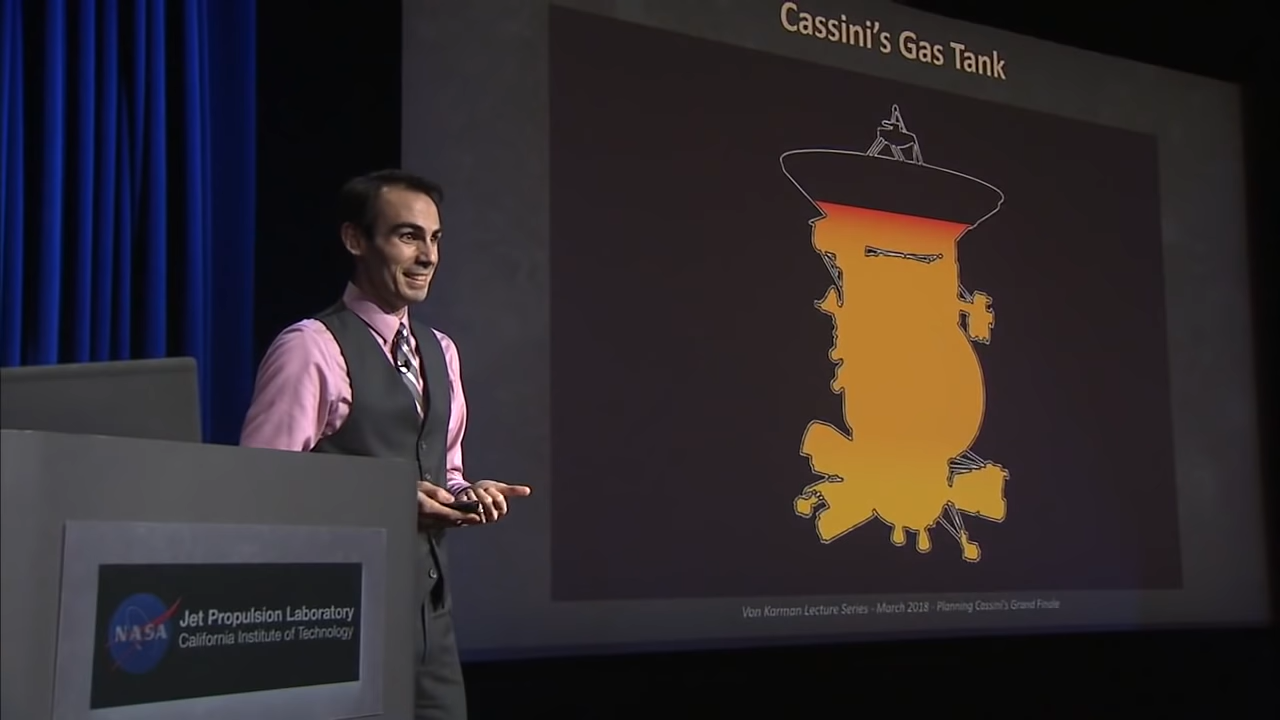 Cassini's Gas Tank
Von Karman Lecture Series - March 2018 - Planning Cassini's Grand Finale
NASA
Jet Propulsion Laboratory
California Institute of Technology